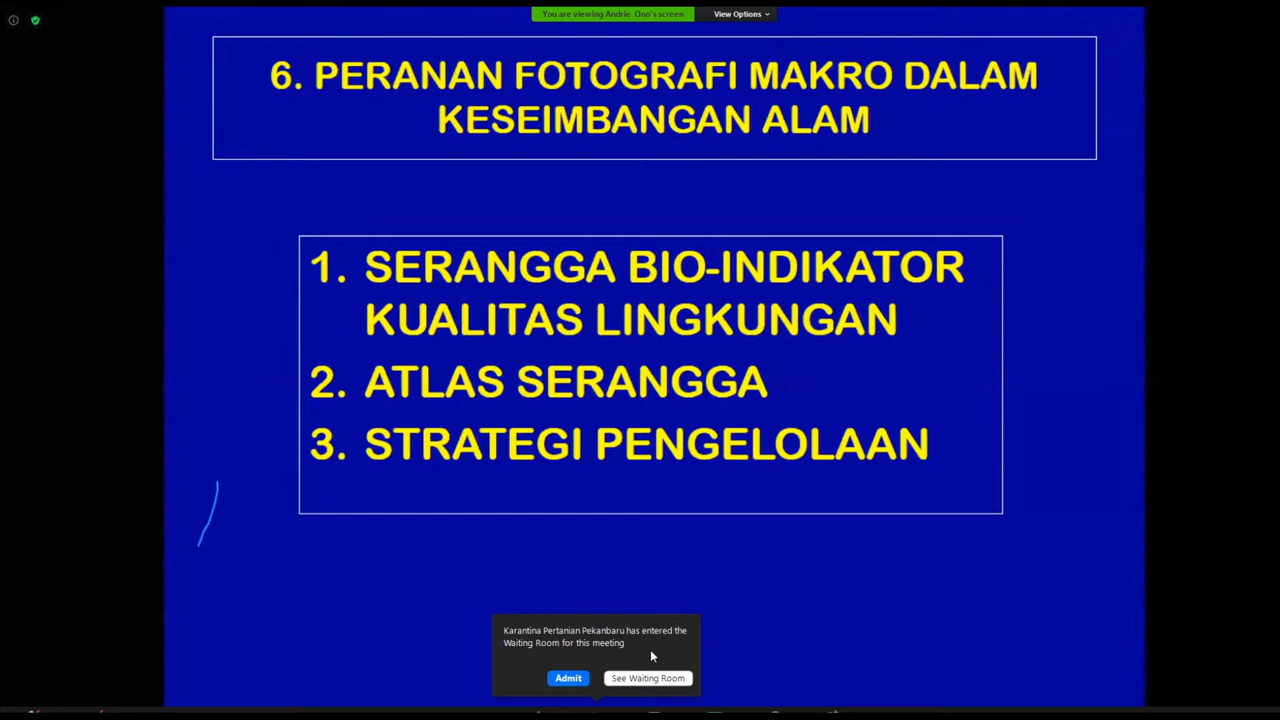 You are viewing Andrie Ono's screen
View Options
6. PERANAN FOTOGRAFI MAKRO DALAM
KESEIMBANGAN ALAM
1. SERANGGA BIO-INDIKATOR
KUALITAS LINGKUNGAN
2. ATLAS SERANGGA
3. STRATEGI PENGELOLAAN
Karantina Pertanian Pekanbaru has entered the
Waiting Room for this meeting
Admit
See Waiting Room